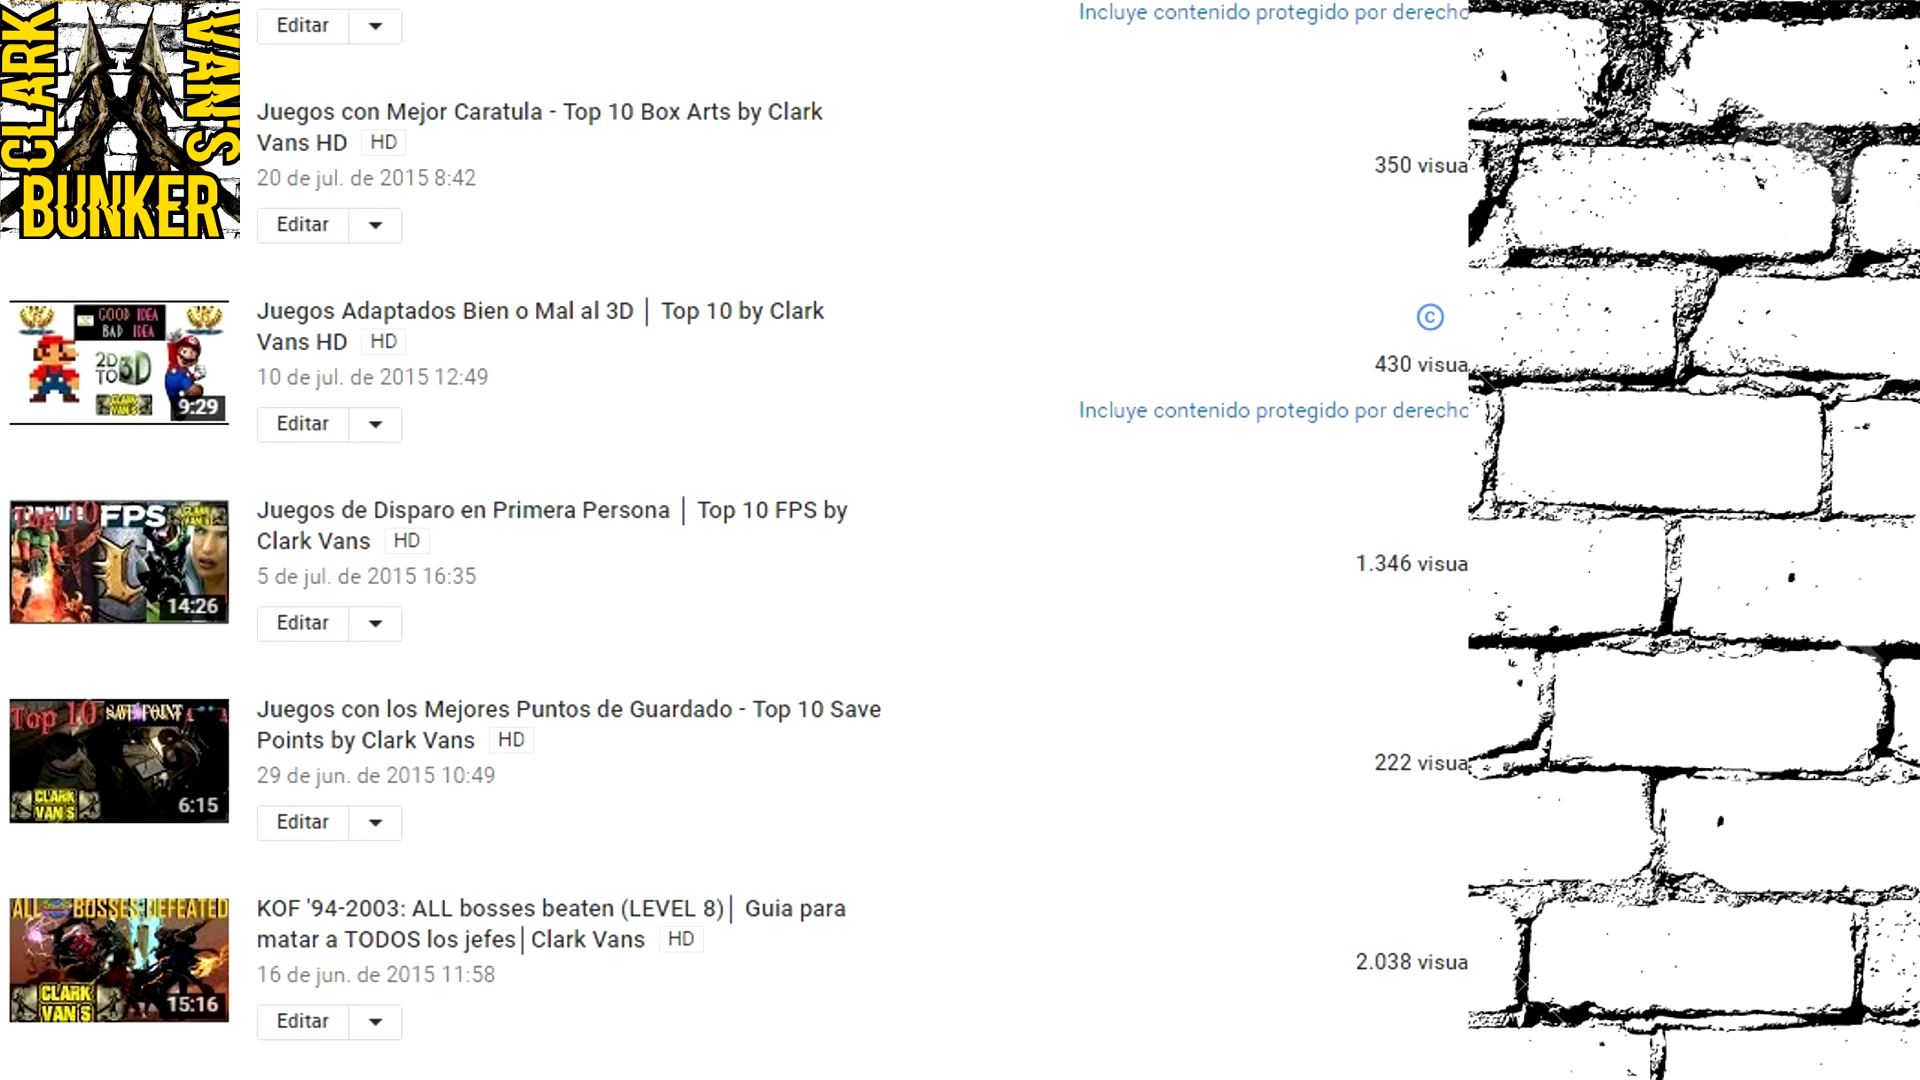 CLARK
VAN'S
BUNKER
Editar
Incluye contenido protegido por derecho
Juegos con Mejor Caratula - Top 10 Box Arts by Clark
Vans HD HD
20 de jul. de 2015 8:42
350 visua
Editar
GOOD IDEA
BAD IDEA
2D
TO 3D
CLARK
VAN'S
9:29
Juegos Adaptados Bien o Mal al 3D │ Top 10 by Clark
Vans HD HD
10 de jul. de 2015 12:49
430 visua
Editar
Incluye contenido protegido por derecho
Top 10 FPS
14:26
Juegos de Disparo en Primera Persona │ Top 10 FPS by
Clark Vans HD
5 de jul. de 2015 16:35
1.346 visua
Editar
Top 10 SAVE POINT
CLARK
VAN'S
6:15
Juegos con los Mejores Puntos de Guardado - Top 10 Save
Points by Clark Vans HD
29 de jun. de 2015 10:49
222 visua
Editar
ALL BOSSES DEFEATED
CLARK
VAN'S
15:16
KOF '94-2003: ALL bosses beaten (LEVEL 8)│ Guia para
matar a TODOS los jefes│Clark Vans HD
16 de jun. de 2015 11:58
2.038 visua
Editar